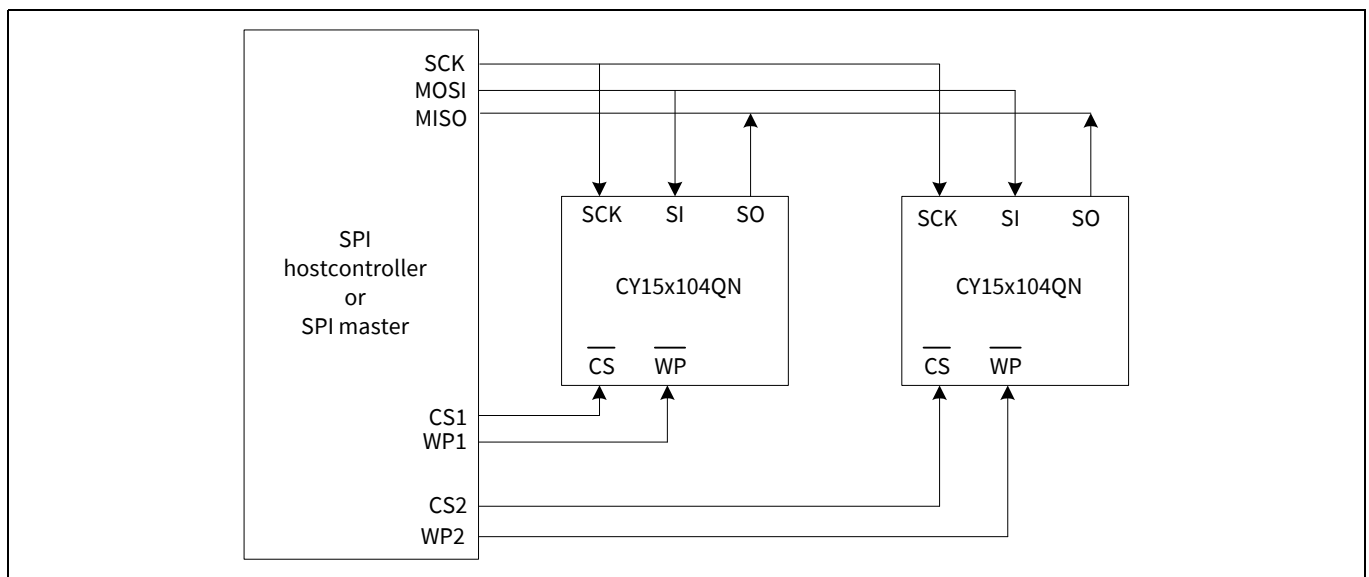 SCK
MOSI
MISO
SPI
hostcontroller
or
SPI master
CS1
WP1
CS2
WP2
SCK SI SO
CY15x104QN
CS WP
SCK SI SO
CY15x104QN
CS WP